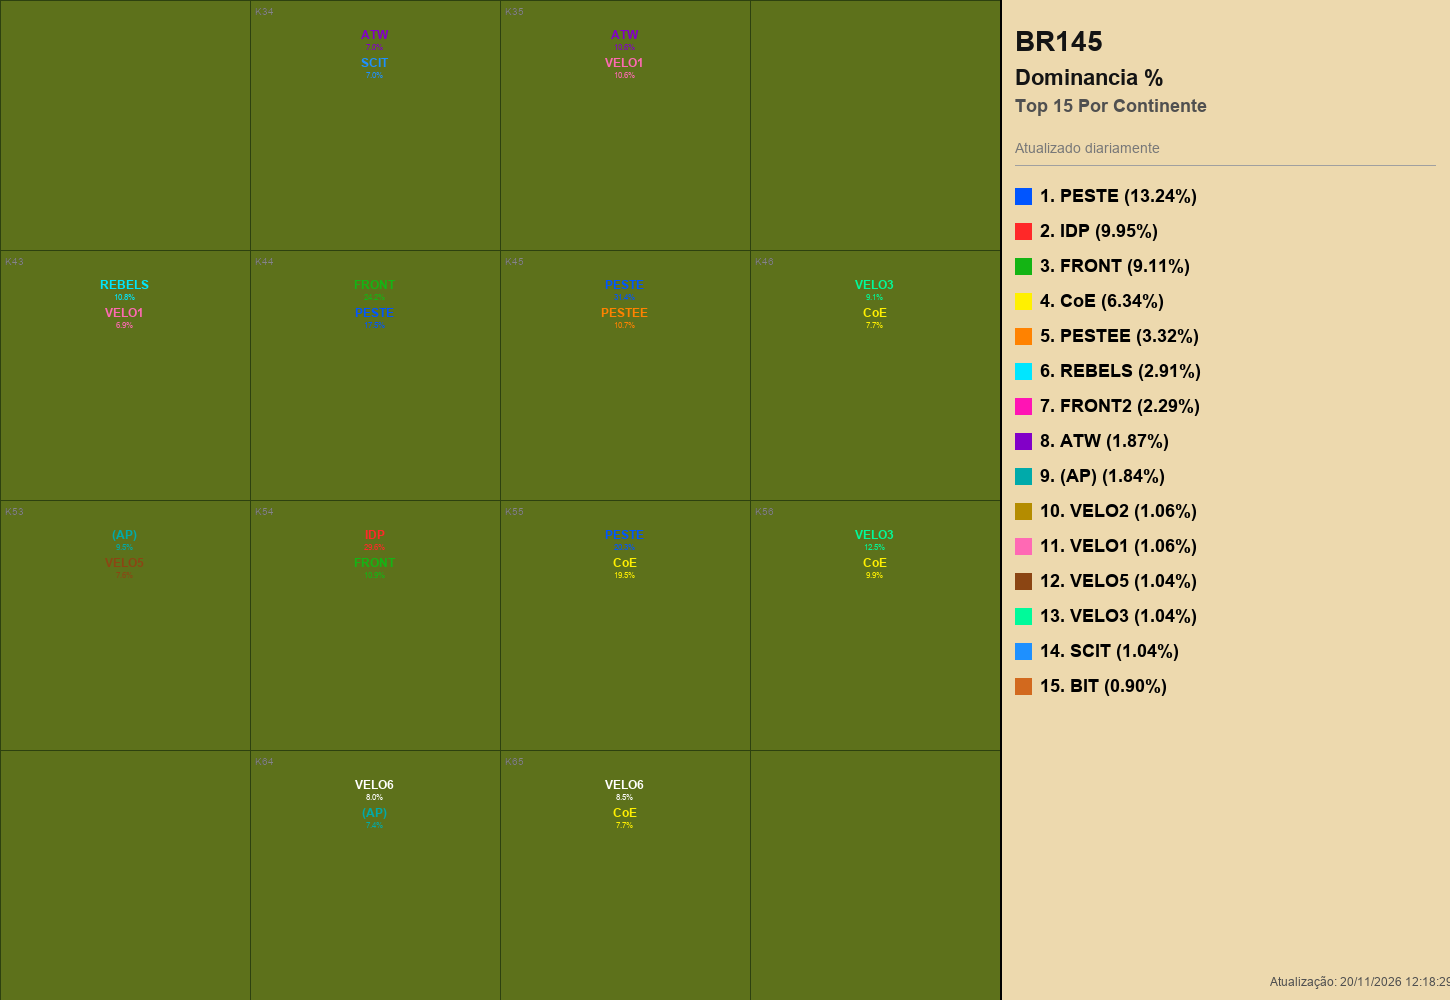 K34
ATW
7.0%
SCIT
7.0%
K35
ATW
VELO1
10.6%
K43
REBELS
10.8%
VELO1
6.9%
K44
FRONT
PESTE
K45
PESTE
PESTEE
10.7%
K46
VELO3
9.1%
CoE
7.7%
K53
(AP)
VELO5
K54
IDP
FRONT
K55
PESTE
CoE
19.5%
K56
VELO3
12.5%
CoE
9.9%
K64
VELO6
8.0%
(AP)
K65
VELO6
8.5%
CoE
7.7%
BR145
Dominancia %
Top 15 Por Continente
Atualizado diariamente
1. PESTE (13.24%)
2. IDP (9.95%)
3. FRONT (9.11%)
4. CoE (6.34%)
5. PESTEE (3.32%)
6. REBELS (2.91%)
7. FRONT2 (2.29%)
8. ATW (1.87%)
9. (AP) (1.84%)
10. VELO2 (1.06%)
11. VELO1 (1.06%)
12. VELO5 (1.04%)
13. VELO3 (1.04%)
14. SCIT (1.04%)
15. BIT (0.90%)
Atualização: 20/11/2026 12:18:29